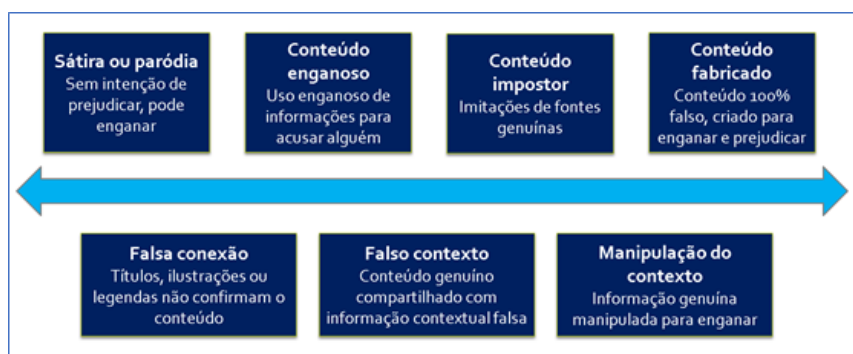 Sátira ou paródia
Sem intenção de
prejudicar, pode
enganar
Conteúdo
enganoso
Uso enganoso de
informações para
acusar alguém
Conteúdo
impostor
Imitações de fontes
genuínas
Conteúdo
fabricado
Conteúdo 100%
falso, criado para
enganar e prejudicar
Falsa conexão
Títulos, ilustrações ou
legendas não confirmam o
conteúdo
Falso contexto
Conteúdo genuíno
compartilhado com
informação contextual falsa
Manipulação do
contexto
Informação genuína
manipulada para enganar